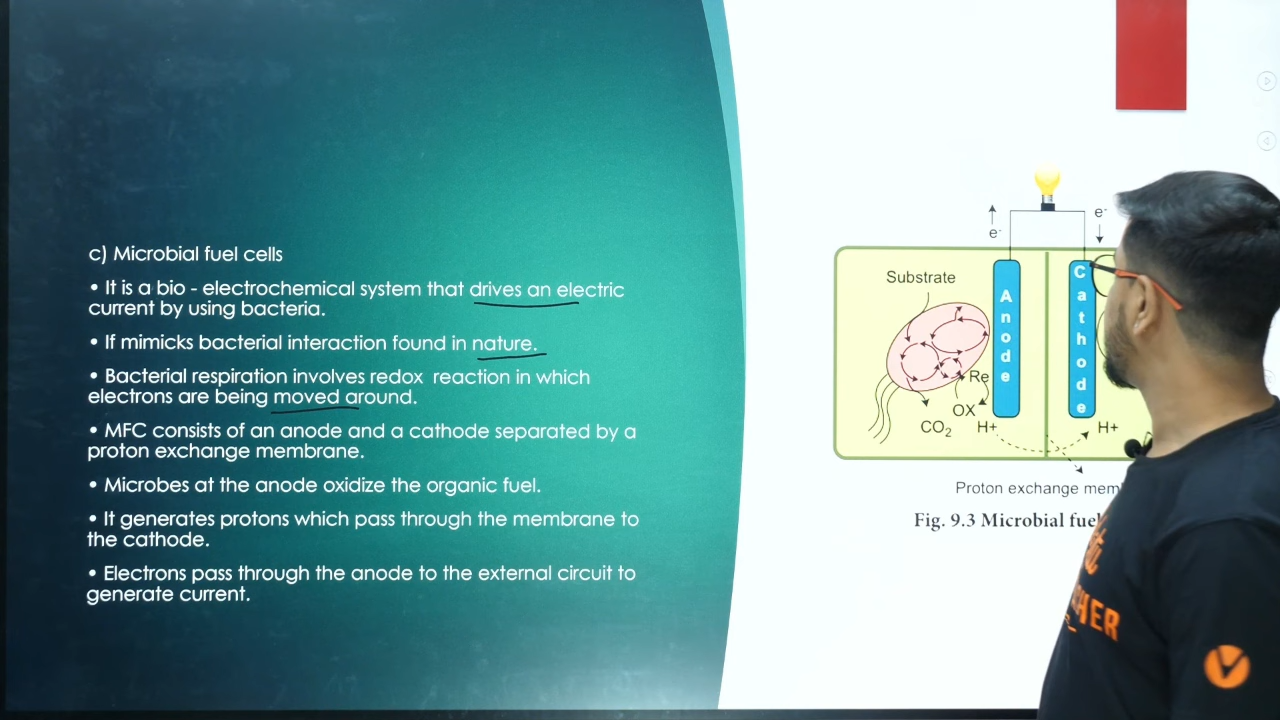 c) Microbial fuel cells
• It is a bio - electrochemical system that drives an electric
current by using bacteria.
• If mimicks bacterial interaction found in nature.
• Bacterial respiration involves redox reaction in which
electrons are being moved around.
• MFC consists of an anode and a cathode separated by a
proton exchange membrane.
• Microbes at the anode oxidize the organic fuel.
• It generates protons which pass through the membrane to
the cathode.
• Electrons pass through the anode to the external circuit to
generate current.
e-
e-
Substrate
Anode
Cathode
Re
OX
CO₂
H+
H+
Proton exchange
Fig. 9.3 Microbial